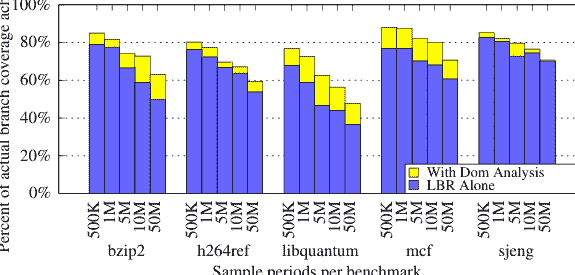 Percent of actual branch coverage
100%
80%
60%
40%
20%
0%
With Dom Analysis
LBR Alone
500K 1M 5M 10M 50M
500K 1M 5M 10M 50M
500K 1M 5M 10M 50M
500K 1M 5M 10M 50M
500K 1M 5M 10M 50M
bzip2 h264ref libquantum mcf sjeng
Sample periods per benchmark